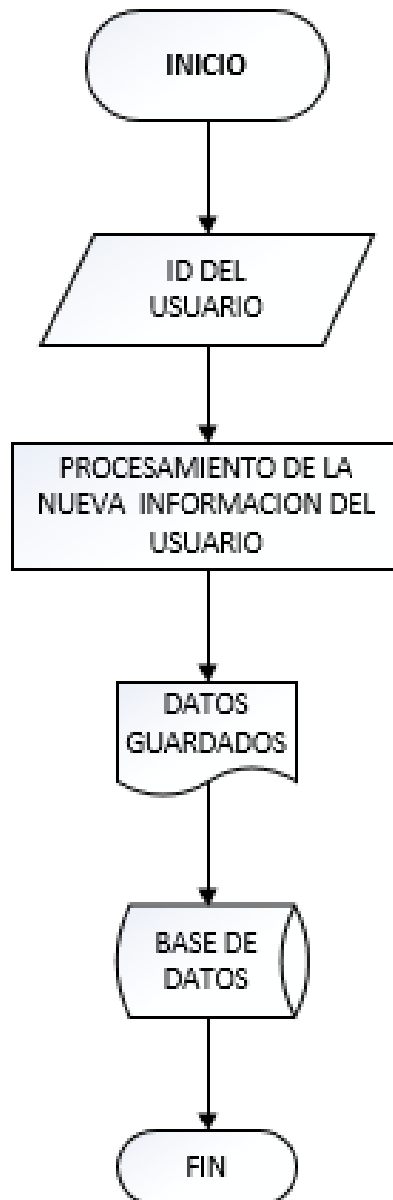 INICIO
ID DEL
USUARIO
PROCESAMIENTO DE LA
NUEVA INFORMACION DEL
USUARIO
DATOS
GUARDADOS
BASE DE
DATOS
FIN